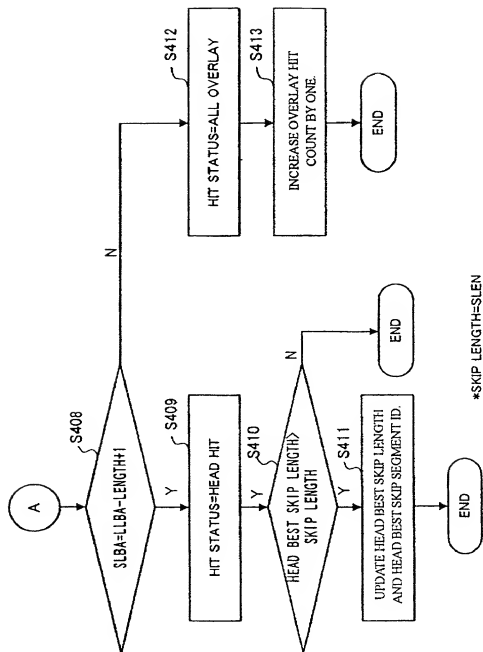 A
S408
SLBA=LLBA-LENGTH+1
N
Y
S409
HIT STATUS=HEAD HIT
Y
S410
HEAD BEST SKIP LENGTH>
SKIP LENGTH
N
END
Y
S411
UPDATE HEAD BEST SKIP LENGTH
AND HEAD BEST SKIP SEGMENT ID.
END
S412
HIT STATUS=ALL OVERLAY
S413
INCREASE OVERLAY HIT
COUNT BY ONE.
END
*SKIP LENGTH=SLEN